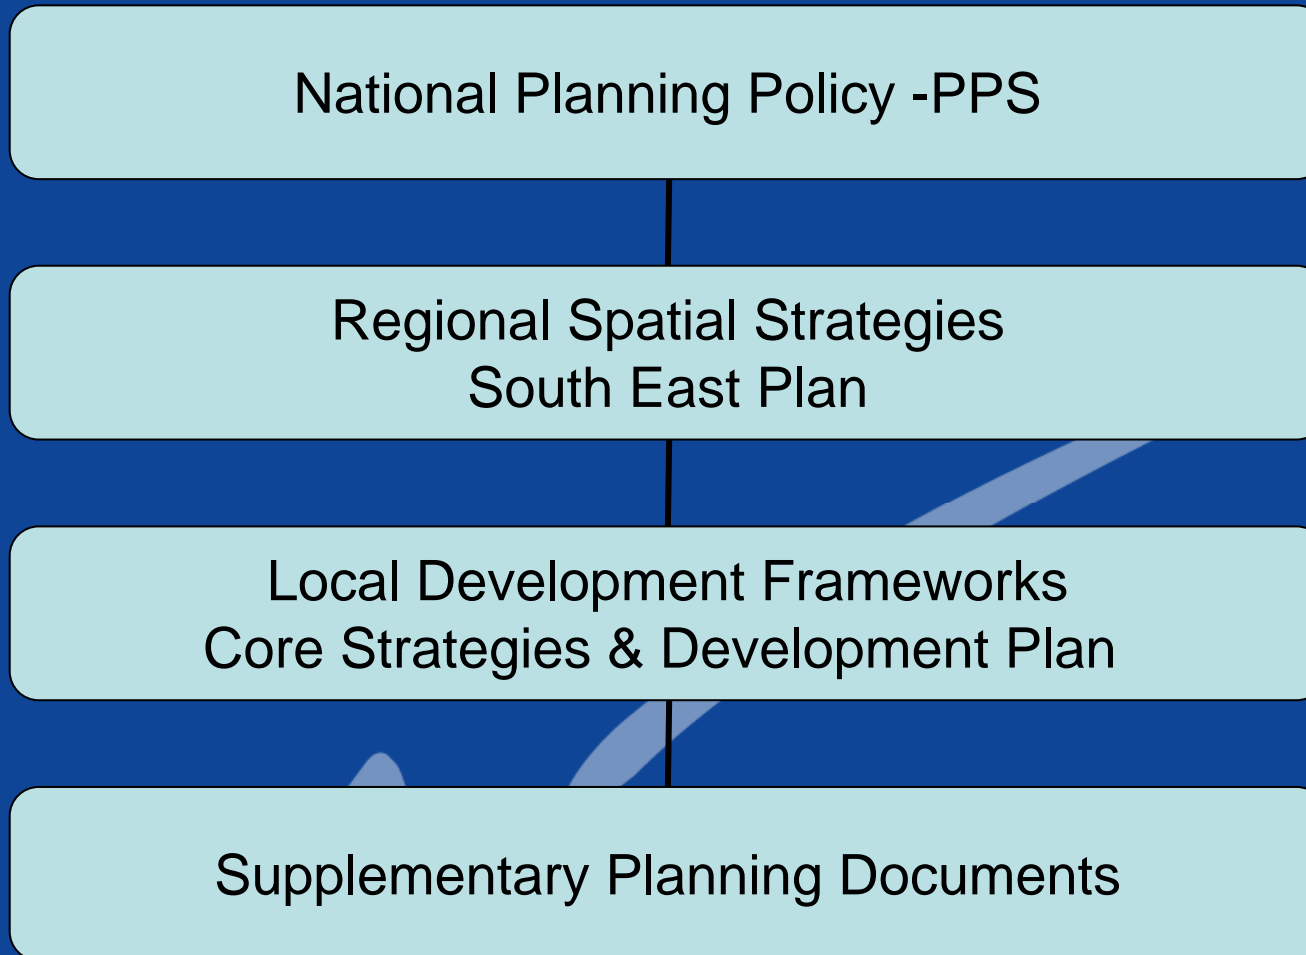 National Planning Policy -PPS
Regional Spatial Strategies
South East Plan
Local Development Frameworks
Core Strategies & Development Plan
Supplementary Planning Documents